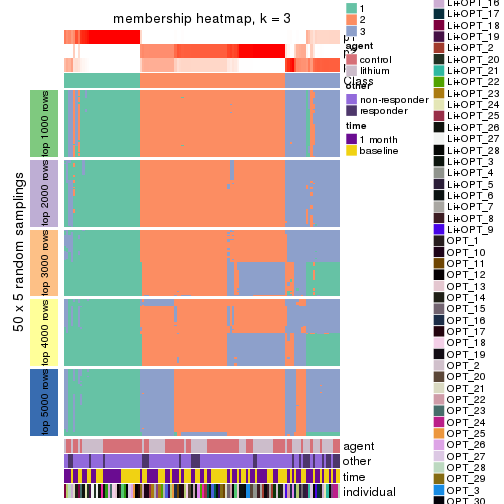 membership heatmap, k = 3
1
2
3
agent
control
lithium
Class
other
non-responder
responder
time
1 month
baseline
50 x 5 random samplings
top 1000 rows
top 2000 rows
top 3000 rows
top 4000 rows
top 5000 rows
agent
other
time
individual
Li+OPT_16
Li+OPT_17
Li+OPT_18
Li+OPT_19
Li+OPT_2
Li+OPT_20
Li+OPT_21
Li+OPT_22
Li+OPT_23
Li+OPT_24
Li+OPT_25
Li+OPT_26
Li+OPT_27
Li+OPT_28
Li+OPT_3
Li+OPT_4
Li+OPT_5
Li+OPT_6
Li+OPT_7
Li+OPT_8
Li+OPT_9
OPT_1
OPT_10
OPT_11
OPT_12
OPT_13
OPT_14
OPT_15
OPT_16
OPT_17
OPT_18
OPT_19
OPT_2
OPT_20
OPT_21
OPT_22
OPT_23
OPT_24
OPT_25
OPT_26
OPT_27
OPT_28
OPT_29
OPT_3
OPT_4